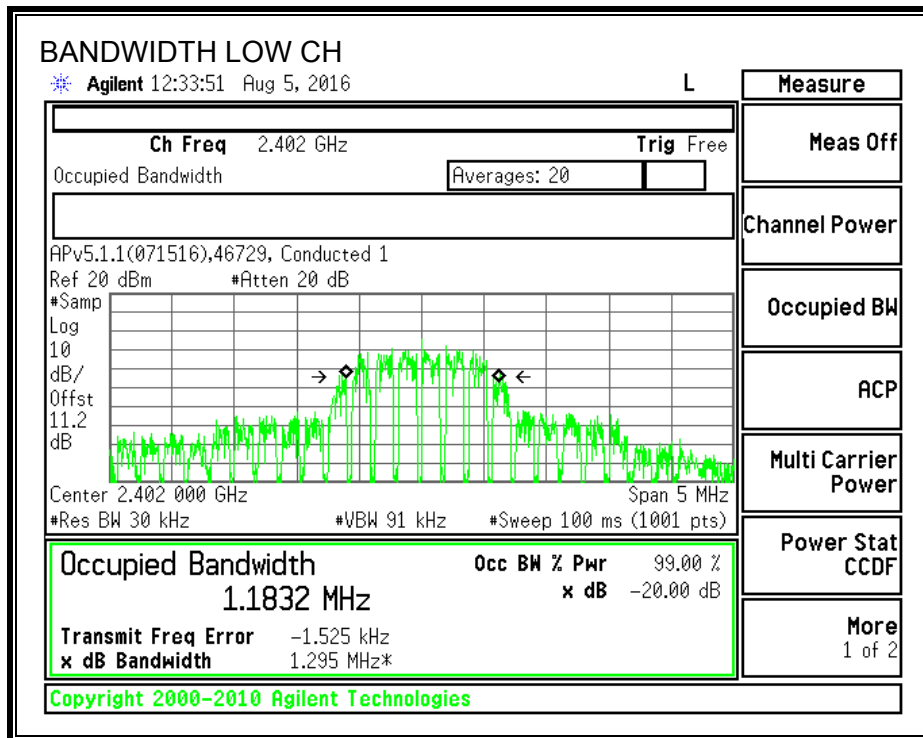 BANDWIDTH LOW CH
Agilent 12:33:51 Aug 5, 2016 L
Measure
Ch Freq 2.402 GHz Trig Free
Meas Off
Occupied Bandwidth Averages: 20
Channel Power
APv5.1.1(071516),46729, Conducted 1
Ref 20 dBm #Atten 20 dB
#Samp
Log
10
dB/
Offst
11.2
dB
Occupied BW
ACP
Multi Carrier
Power
Center 2.402 000 GHz Span 5 MHz
#Res BW 30 kHz #VBW 91 kHz #Sweep 100 ms (1001 pts)
Power Stat
CCDF
Occupied Bandwidth Occ BW % Pwr 99.00 %
1.1832 MHz x dB -20.00 dB
Transmit Freq Error -1.525 kHz
x dB Bandwidth 1.295 MHz*
More
1 of 2
Copyright 2000-2010 Agilent Technologies